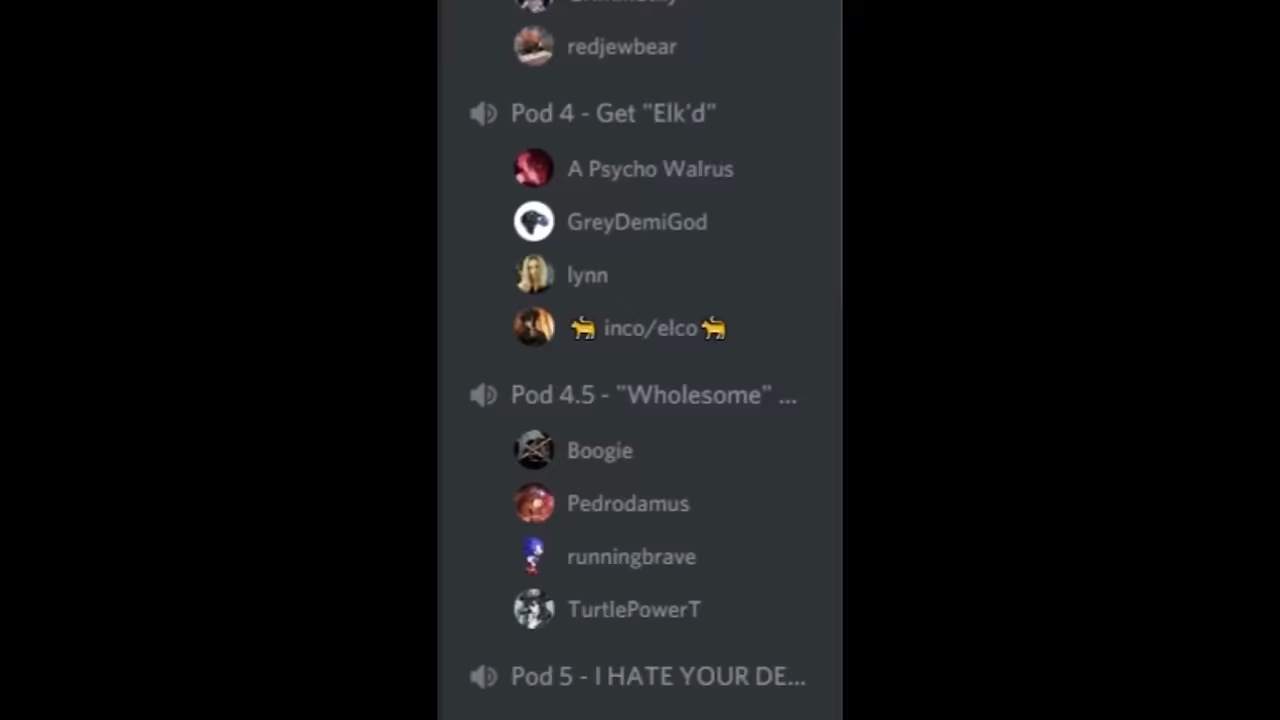 redjewbear
Pod 4 - Get "Elk'd"
A Psycho Walrus
GreyDemiGod
lynn
🐈 inco/elco🐈
Pod 4.5 - "Wholesome" ...
Boogie
Pedrodamus
runningbrave
TurtlePowerT
Pod 5 - I HATE YOUR DE...